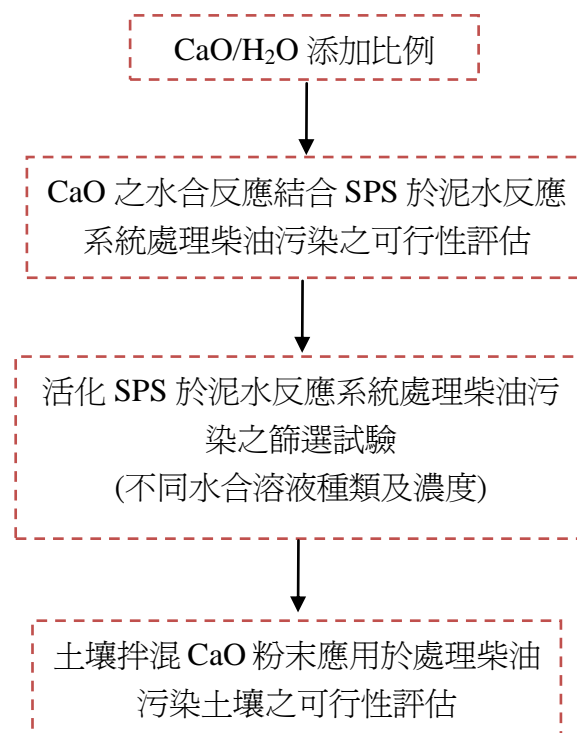 CaO/H₂O 添加比例
CaO 之水合反應結合 SPS 於泥水反應
系統處理柴油污染之可行性評估
活化 SPS 於泥水反應系統處理柴油污
染之篩選試驗
(不同水合溶液種類及濃度)
土壤拌混 CaO 粉末應用於處理柴油
污染土壤之可行性評估